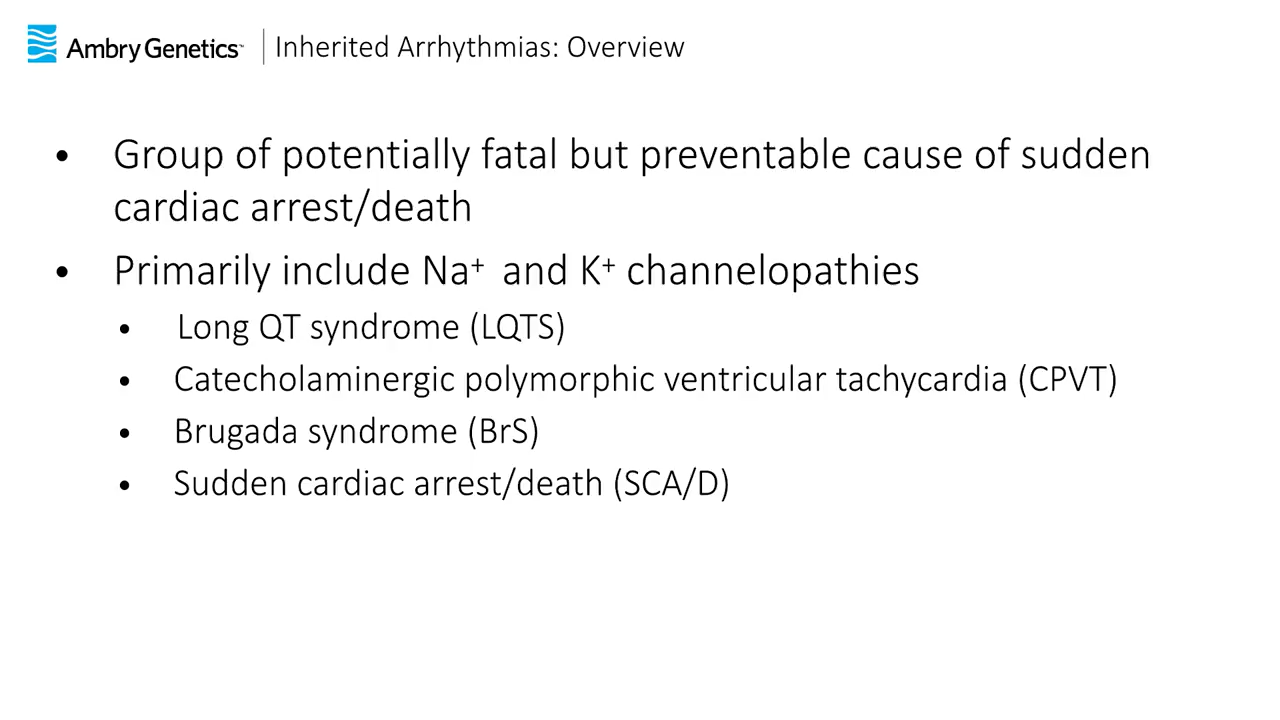 Ambry Genetics™ Inherited Arrhythmias: Overview
• Group of potentially fatal but preventable cause of sudden
cardiac arrest/death
• Primarily include Na⁺ and K⁺ channelopathies
• Long QT syndrome (LQTS)
• Catecholaminergic polymorphic ventricular tachycardia (CPVT)
• Brugada syndrome (BrS)
• Sudden cardiac arrest/death (SCA/D)